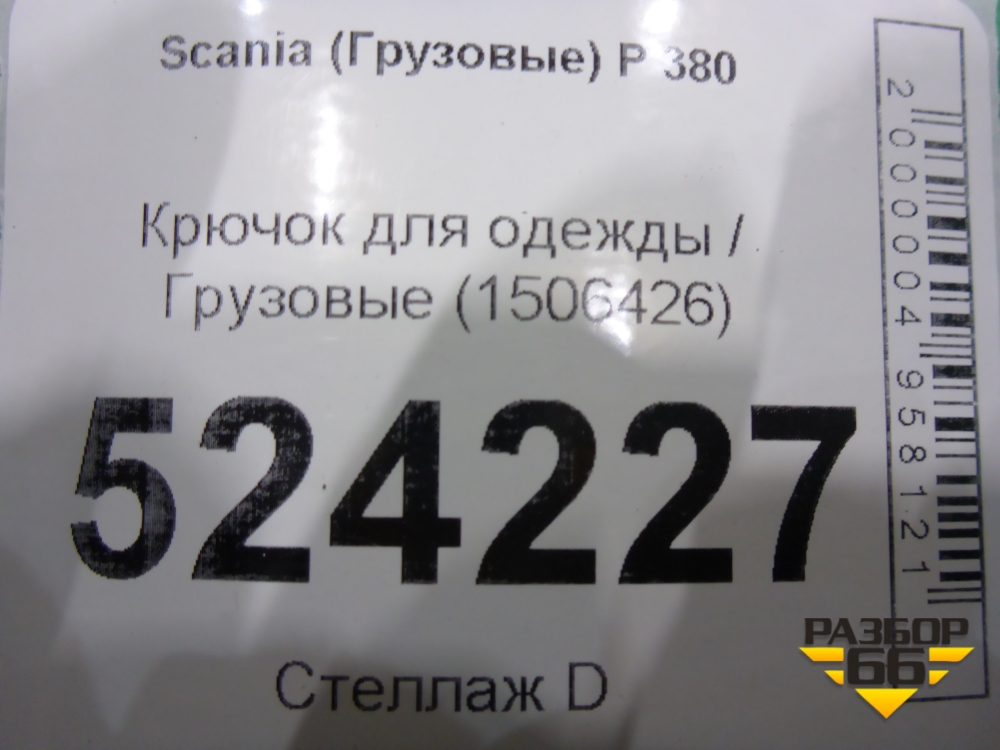 Scania (Грузовые) P 380
Крючок для одежды /
Грузовые (1506426)
524227
Стеллаж D
2000004958121
РАЗБОР
66